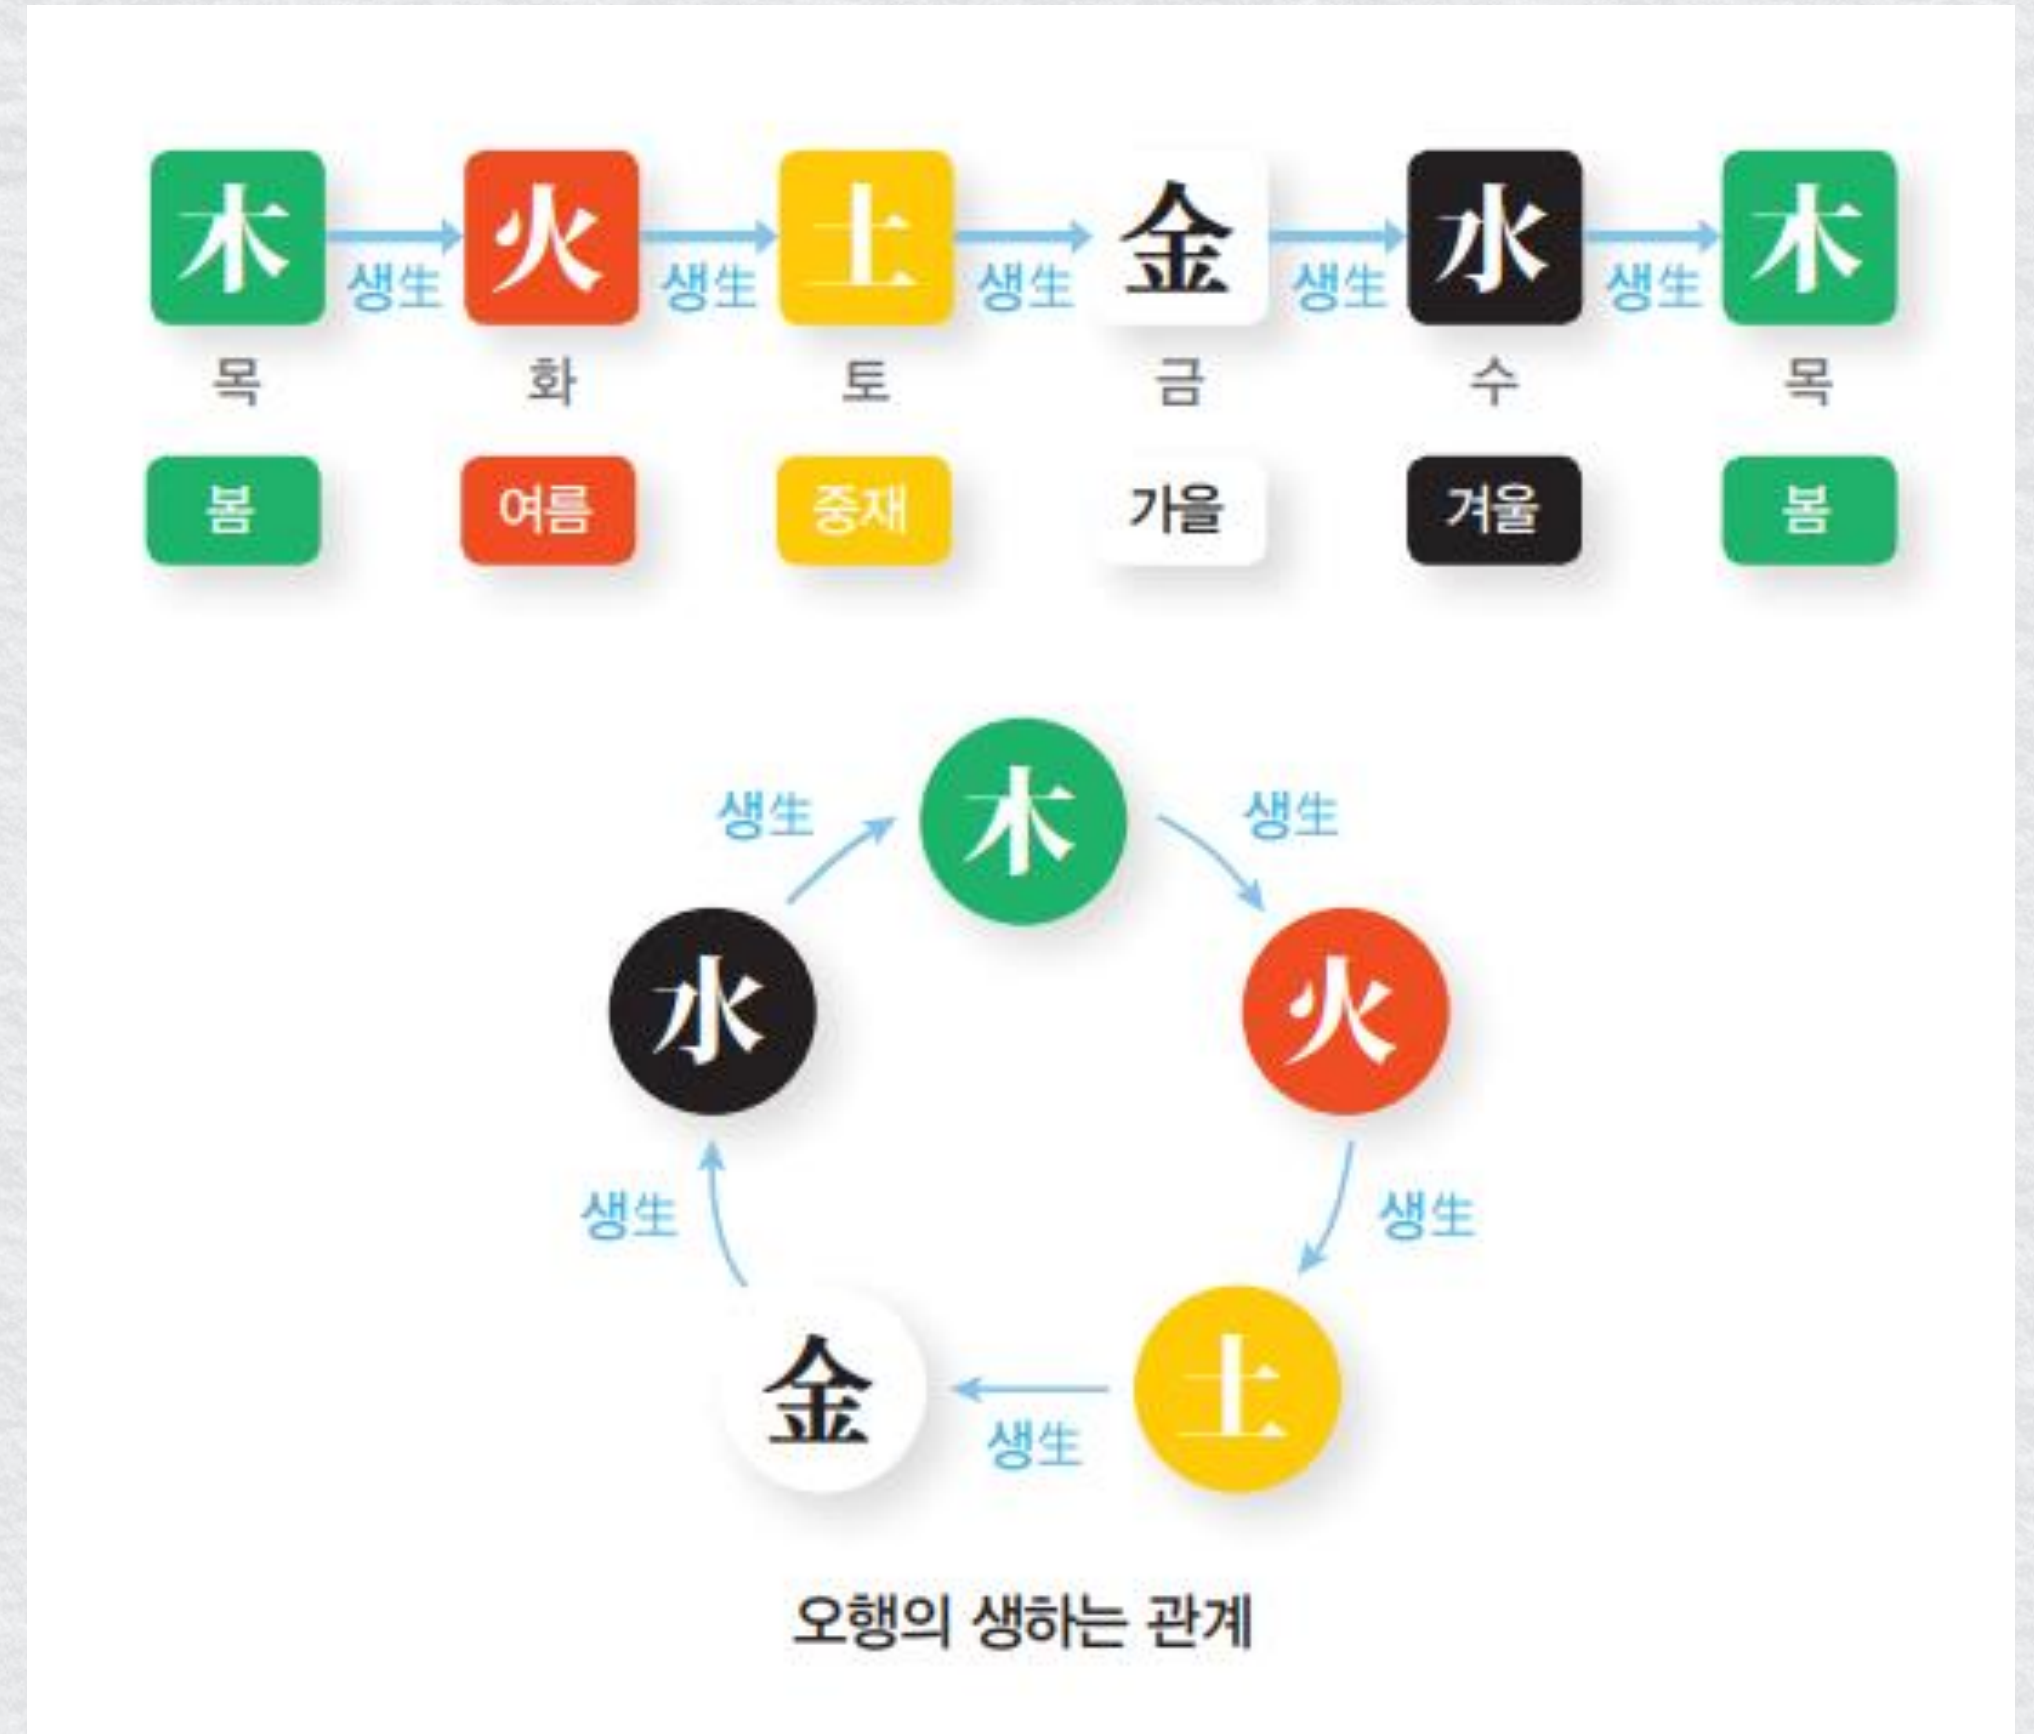 木 火 土 金 水 木
생生 생生 생生 생生 생生
목 화 토 금 수 목
봄 여름 중재 가을 겨울 봄
木
생生 생生
水 火
생生 생生
金 土
생生
오행의 생하는 관계